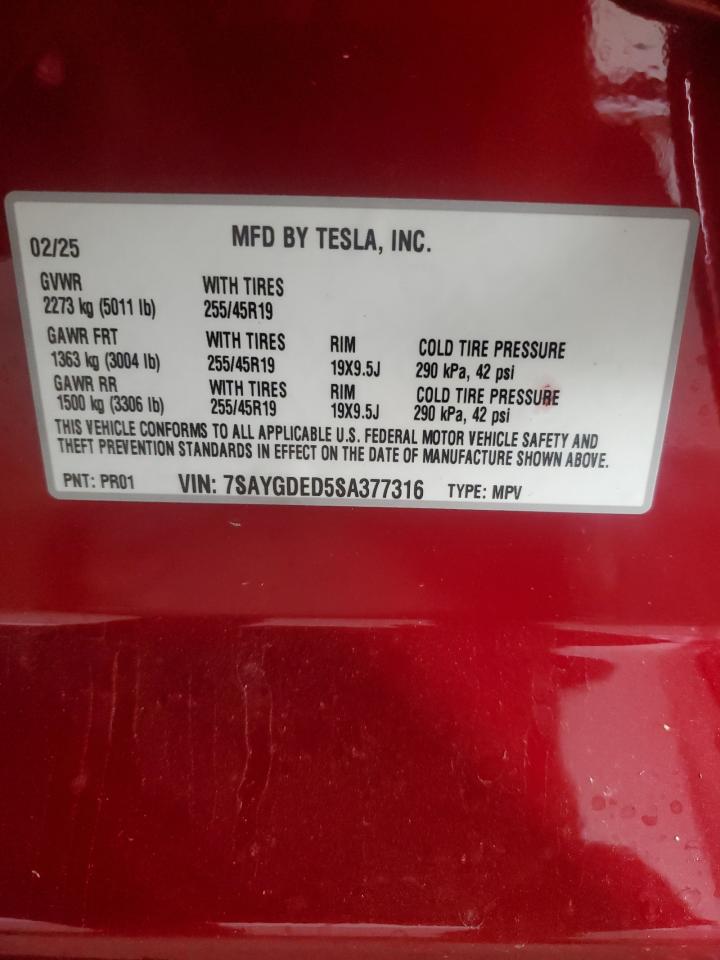 02/25 MFD BY TESLA, INC.
GVWR WITH TIRES
2273 kg (5011 lb) 255/45R19
GAWR FRT WITH TIRES RIM COLD TIRE PRESSURE
1363 kg (3004 lb) 255/45R19 19X9.5J 290 kPa, 42 psi
GAWR RR WITH TIRES RIM COLD TIRE PRESSURE
1500 kg (3306 lb) 255/45R19 19X9.5J 290 kPa, 42 psi
THIS VEHICLE CONFORMS TO ALL APPLICABLE U.S. FEDERAL MOTOR VEHICLE SAFETY AND
THEFT PREVENTION STANDARDS IN EFFECT ON THE DATE OF MANUFACTURE SHOWN ABOVE.
PNT: PR01 VIN: 7SAYGDED5SA377316 TYPE: MPV